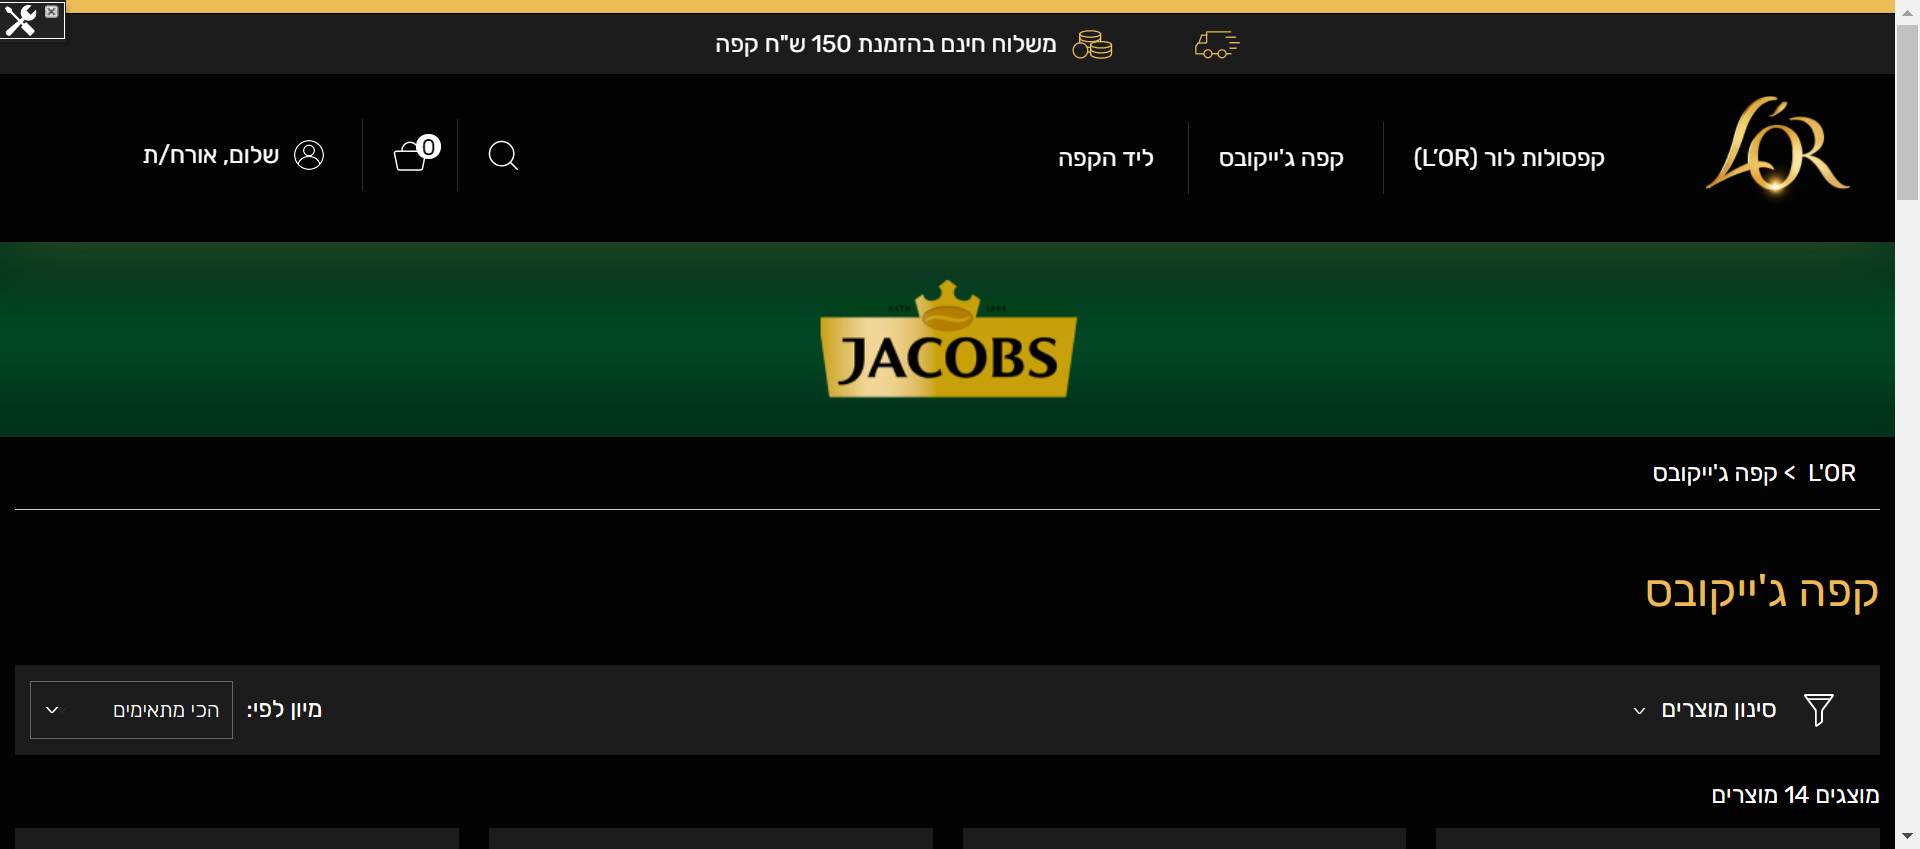 משלוח חינם בהזמנת 150 ש"ח קפה
L'OR
קפסולות לור (L'OR)
קפה ג'ייקובס
ליד הקפה
0
שלום, אורח/ת
JACOBS
L'OR > קפה ג'ייקובס
קפה ג'ייקובס
סינון מוצרים
מיון לפי:
הכי מתאימים
מוצגים 14 מוצרים